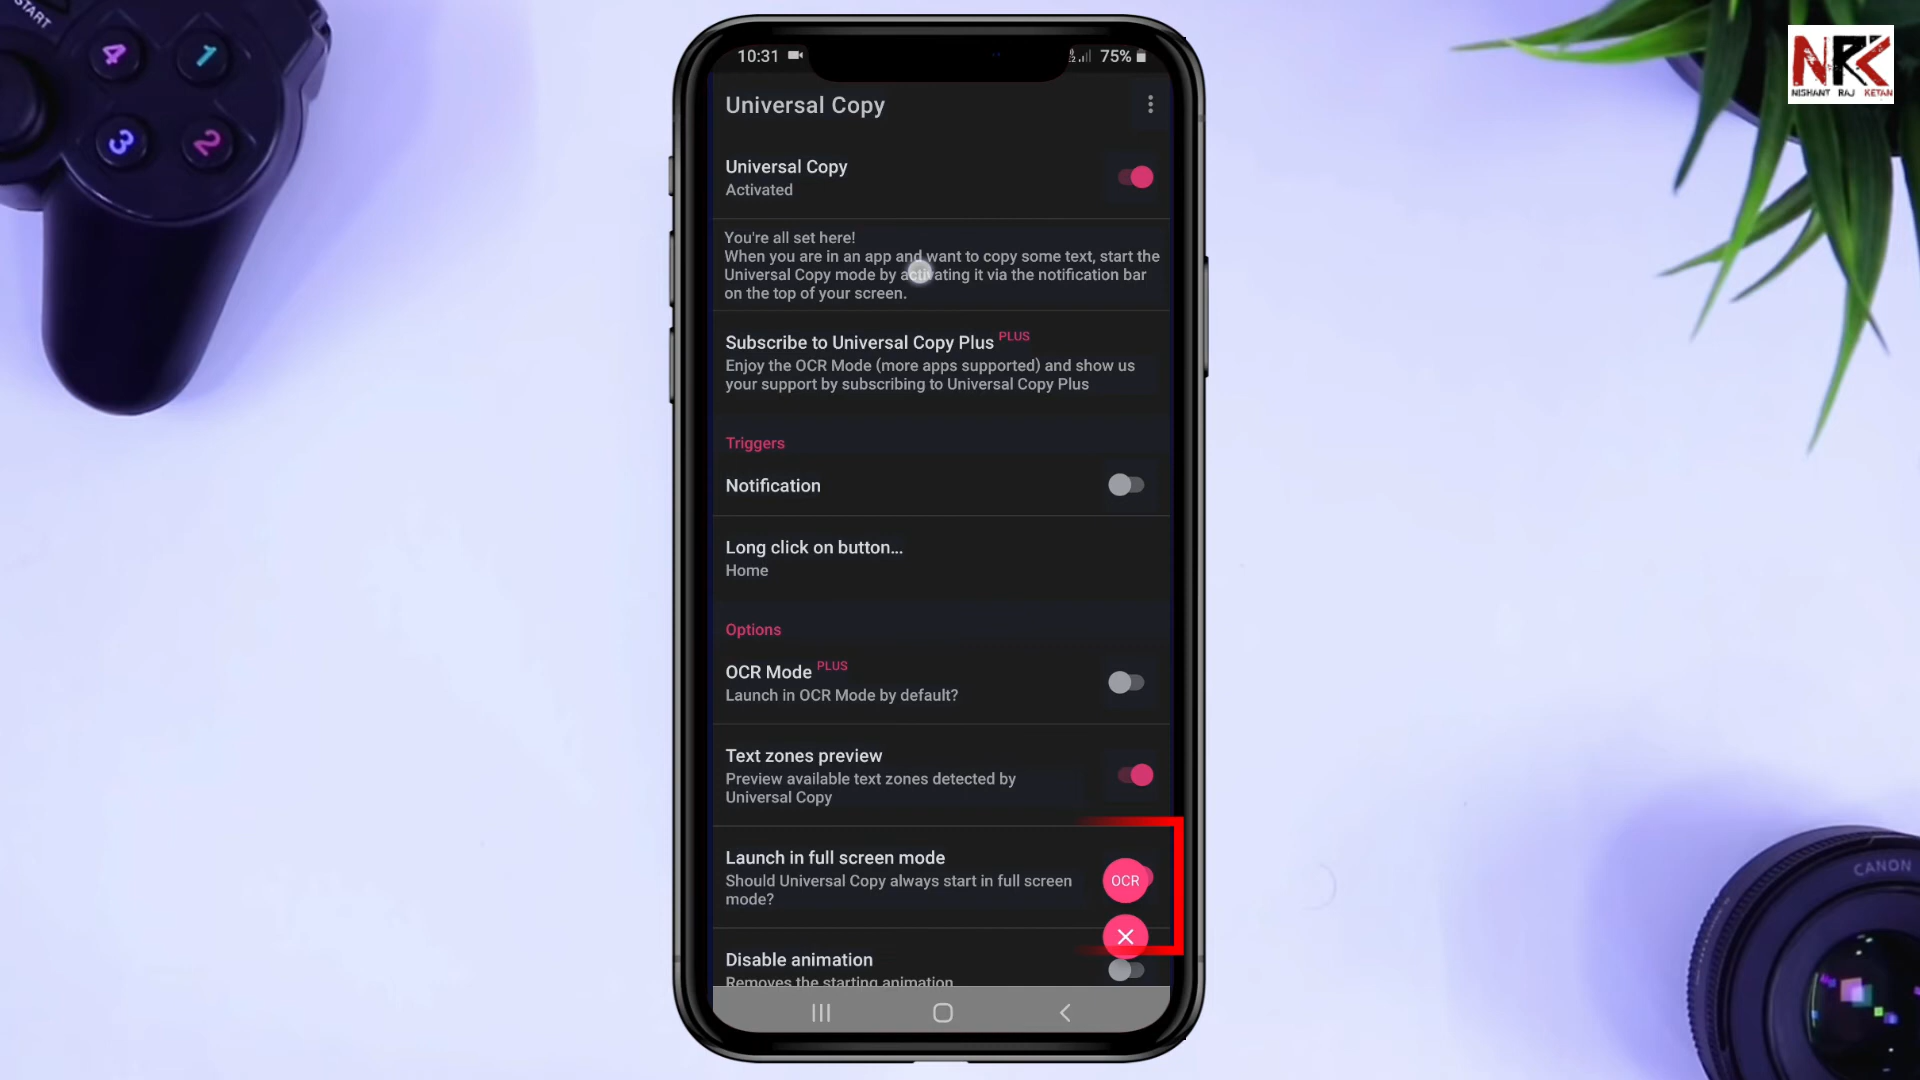 START
4
1
3
2
10:31
75%
NRK
NISHANT RAJ KETAN
Universal Copy
Universal Copy
Activated
You're all set here!
When you are in an app and want to copy some text, start the
Universal Copy mode by activating it via the notification bar
on the top of your screen.
Subscribe to Universal Copy Plus PLUS
Enjoy the OCR Mode (more apps supported) and show us
your support by subscribing to Universal Copy Plus
Triggers
Notification
Long click on button...
Home
Options
OCR Mode PLUS
Launch in OCR Mode by default?
Text zones preview
Preview available text zones detected by
Universal Copy
Launch in full screen mode
Should Universal Copy always start in full screen
mode?
OCR
Disable animation
Removes the starting animation
CANON